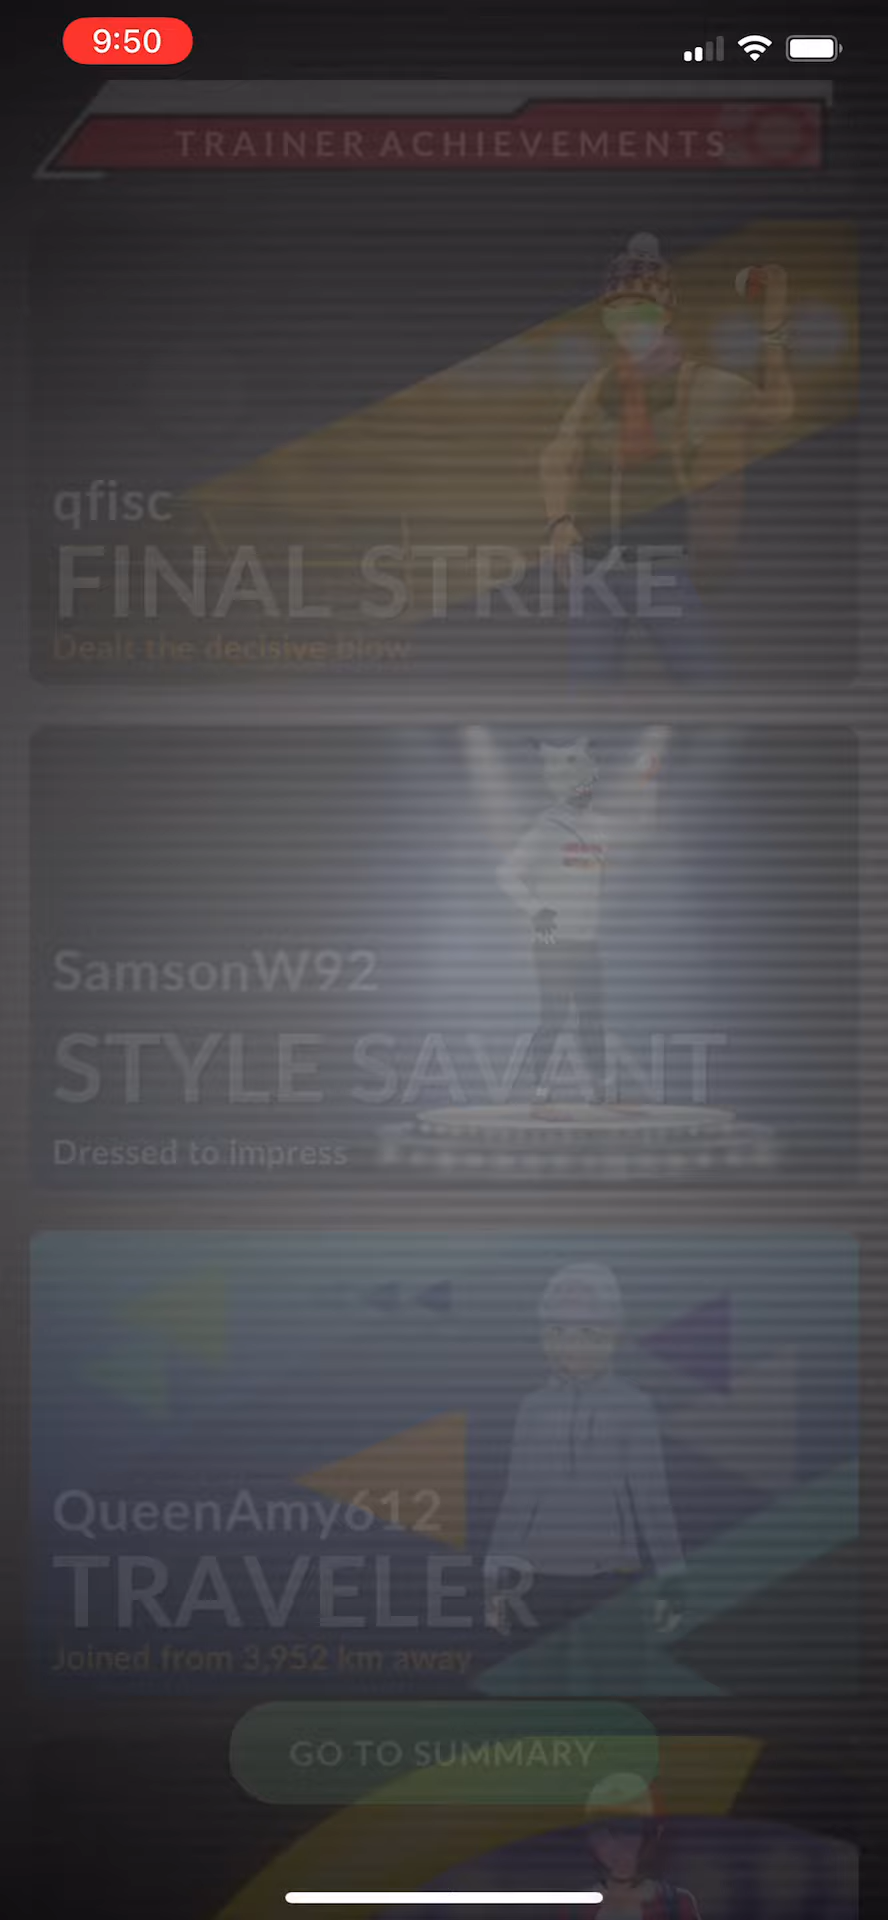 9:50
TRAINER ACHIEVEMENTS
qfisc
FINAL STRIKE
Dealt the decisive blow
SamsonW92
STYLE SAVANT
Dressed to impress
QueenAmy612
TRAVELER
Joined from 3,952 km away
GO TO SUMMARY